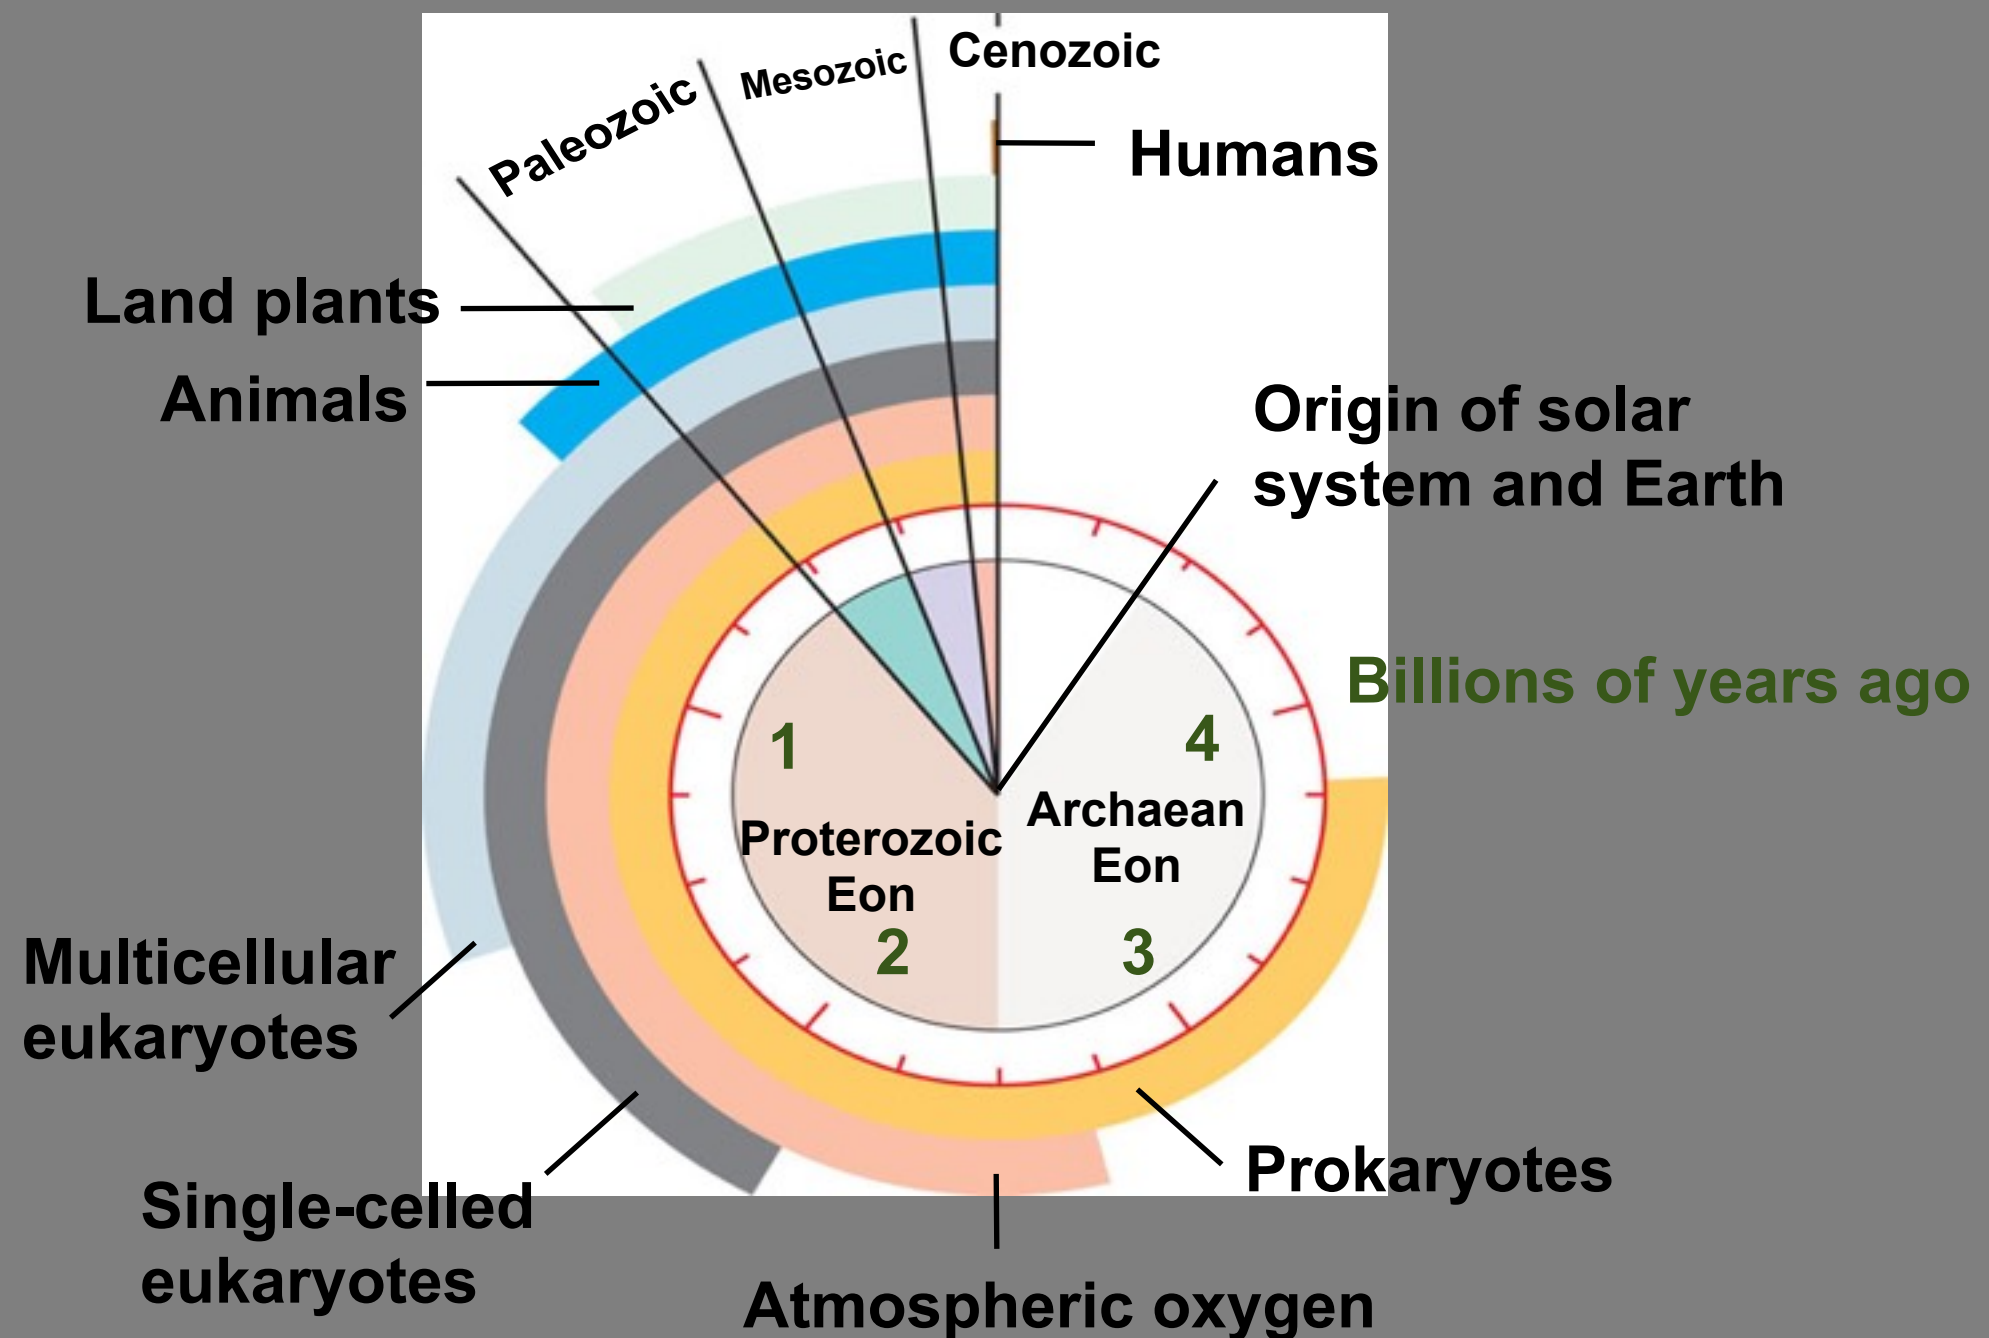 Cenozoic
Mesozoic
Paleozoic
Humans
Land plants
Animals
Origin of solar
system and Earth
Billions of years ago
1
4
Proterozoic
Eon
Archaean
Eon
2
3
Multicellular
eukaryotes
Prokaryotes
Single-celled
eukaryotes
Atmospheric oxygen